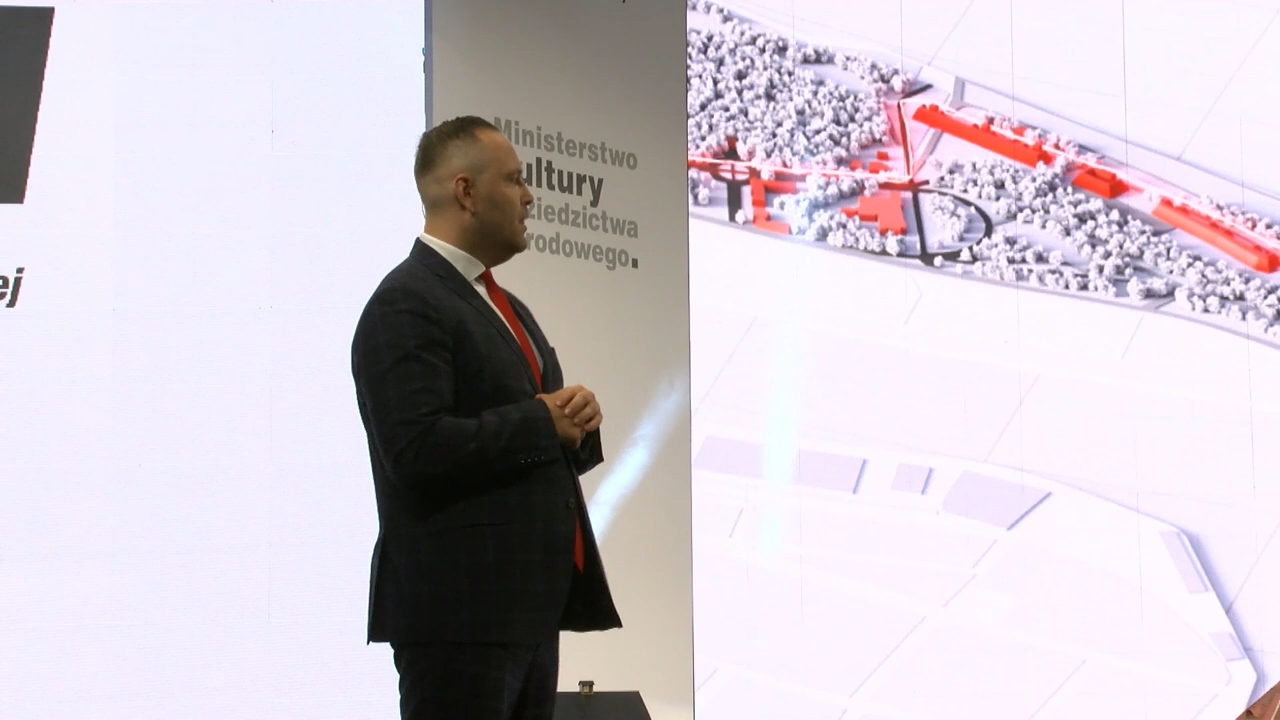 ej
Ministerstwo
ultury
ziedzictwa
rodowego.